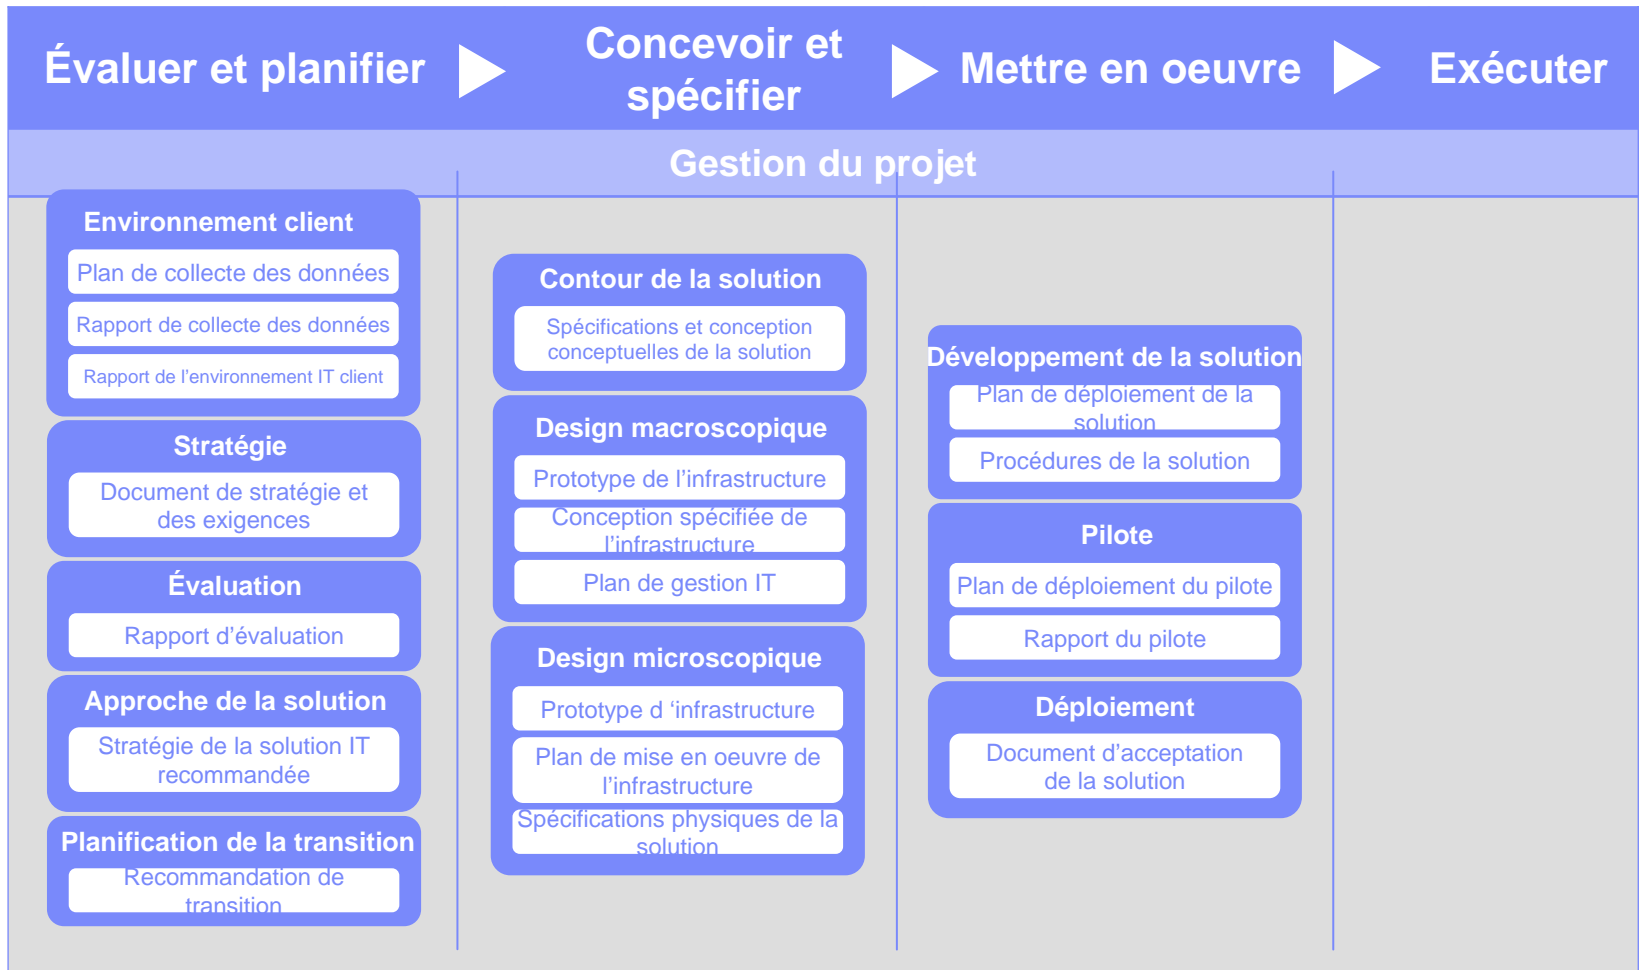 Évaluer et planifier
Concevoir et
spécifier
Mettre en oeuvre
Exécuter
Gestion du projet
Environnement client
Plan de collecte des données
Rapport de collecte des données
Rapport de l’environnement IT client
Stratégie
Document de stratégie et
des exigences
Évaluation
Rapport d’évaluation
Approche de la solution
Stratégie de la solution IT
recommandée
Planification de la transition
Recommandation de
transition
Contour de la solution
Spécifications et conception
conceptuelles de la solution
Design macroscopique
Prototype de l’infrastructure
Conception spécifiée de
l’infrastructure
Plan de gestion IT
Design microscopique
Prototype d ‘infrastructure
Plan de mise en oeuvre de
l’infrastructure
Spécifications physiques de la
solution
Développement de la solution
Plan de déploiement de la
solution
Procédures de la solution
Pilote
Plan de déploiement du pilote
Rapport du pilote
Déploiement
Document d’acceptation
de la solution